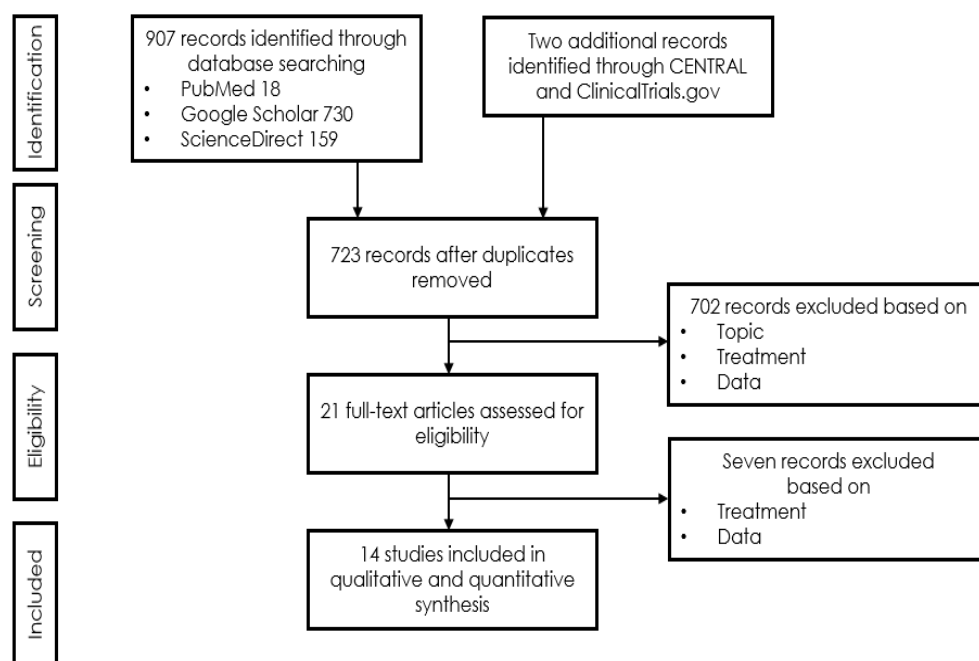 Identification
907 records identified through
database searching
• PubMed 18
• Google Scholar 730
• ScienceDirect 159
Two additional records
identified through CENTRAL
and ClinicalTrials.gov
Screening
723 records after duplicates
removed
702 records excluded based on
• Topic
• Treatment
• Data
Eligibility
21 full-text articles assessed for
eligibility
Seven records excluded
based on
• Treatment
• Data
Included
14 studies included in
qualitative and quantitative
synthesis